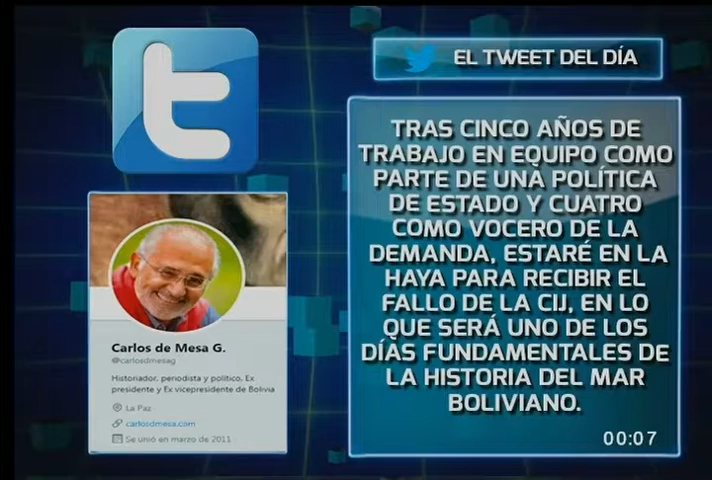 EL TWEET DEL DÍA
TRAS CINCO AÑOS DE
TRABAJO EN EQUIPO COMO
PARTE DE UNA POLÍTICA
DE ESTADO Y CUATRO
COMO VOCERO DE LA
DEMANDA, ESTARÉ EN LA
HAYA PARA RECIBIR EL
FALLO DE LA CIJ, EN LO
QUE SERÁ UNO DE LOS
DÍAS FUNDAMENTALES DE
LA HISTORIA DEL MAR
BOLIVIANO.
00:07
Carlos de Mesa G.
@carlosdmesag
Historiador, periodista y político, Ex
presidente y Ex vicepresidente de Bolivia
La Paz
carlosdmesa.com
Se unió en marzo de 2011